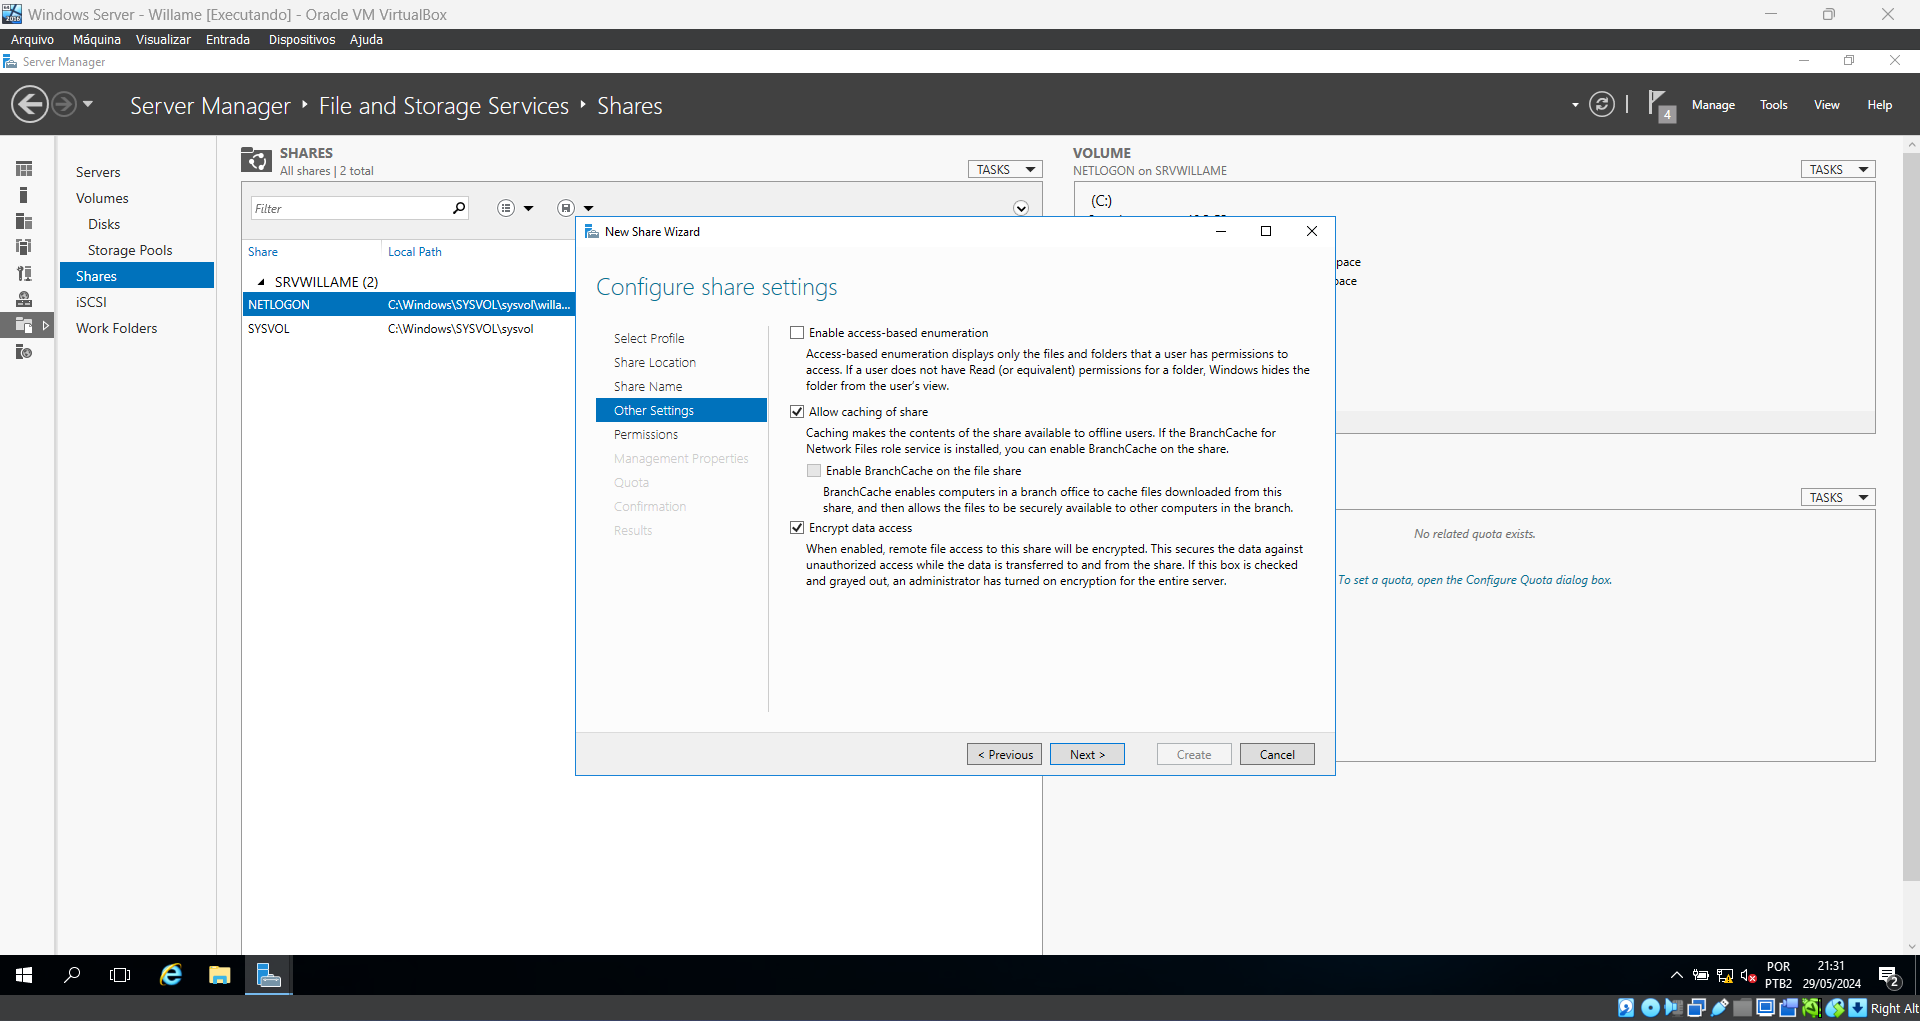 Windows Server - Willame [Executando] - Oracle VM VirtualBox
Arquivo Máquina Visualizar Entrada Dispositivos Ajuda
Server Manager
Server Manager ‣ File and Storage Services ‣ Shares
4
Manage Tools View Help
Servers
Volumes
Disks
Storage Pools
Shares
iSCSI
Work Folders
SHARES
All shares | 2 total
TASKS
Filter
Share Local Path
SRVWILLAME (2)
NETLOGON C:\Windows\SYSVOL\sysvol\willa...
SYSVOL C:\Windows\SYSVOL\sysvol
VOLUME
NETLOGON on SRVWILLAME
TASKS
(C:)
pace
pace
TASKS
No related quota exists.
To set a quota, open the Configure Quota dialog box.
New Share Wizard
Configure share settings
Select Profile
Share Location
Share Name
Other Settings
Permissions
Management Properties
Quota
Confirmation
Results
Enable access-based enumeration
Access-based enumeration displays only the files and folders that a user has permissions to
access. If a user does not have Read (or equivalent) permissions for a folder, Windows hides the
folder from the user's view.
Allow caching of share
Caching makes the contents of the share available to offline users. If the BranchCache for
Network Files role service is installed, you can enable BranchCache on the share.
Enable BranchCache on the file share
BranchCache enables computers in a branch office to cache files downloaded from this
share, and then allows the files to be securely available to other computers in the branch.
Encrypt data access
When enabled, remote file access to this share will be encrypted. This secures the data against
unauthorized access while the data is transferred to and from the share. If this box is checked
and grayed out, an administrator has turned on encryption for the entire server.
< Previous Next > Create Cancel
POR
PTB2
21:31
29/05/2024
2
Right Alt